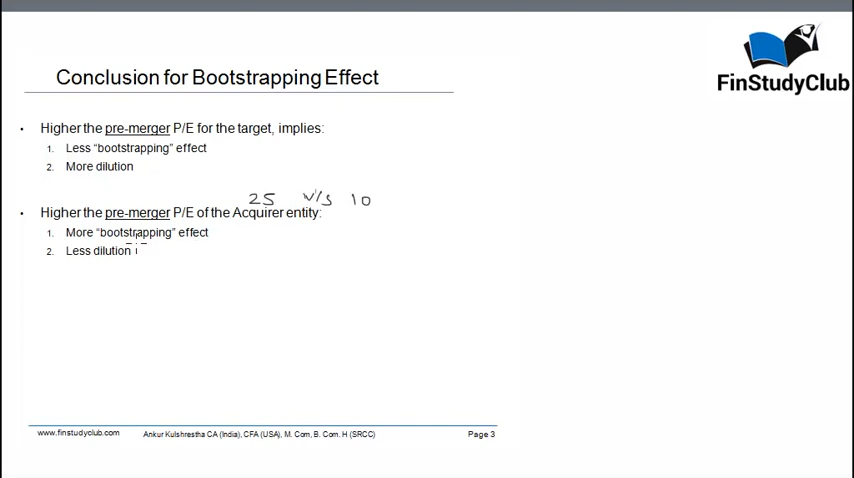 FinStudyClub
Conclusion for Bootstrapping Effect
• Higher the pre-merger P/E for the target, implies:
1. Less “bootstrapping” effect
2. More dilution
25 v/s 10
• Higher the pre-merger P/E of the Acquirer entity:
1. More “bootstrapping” effect
2. Less dilution
www.finstudyclub.com Ankur Kulshrestha CA (India), CFA (USA), M. Com, B. Com. H (SRCC) Page 3